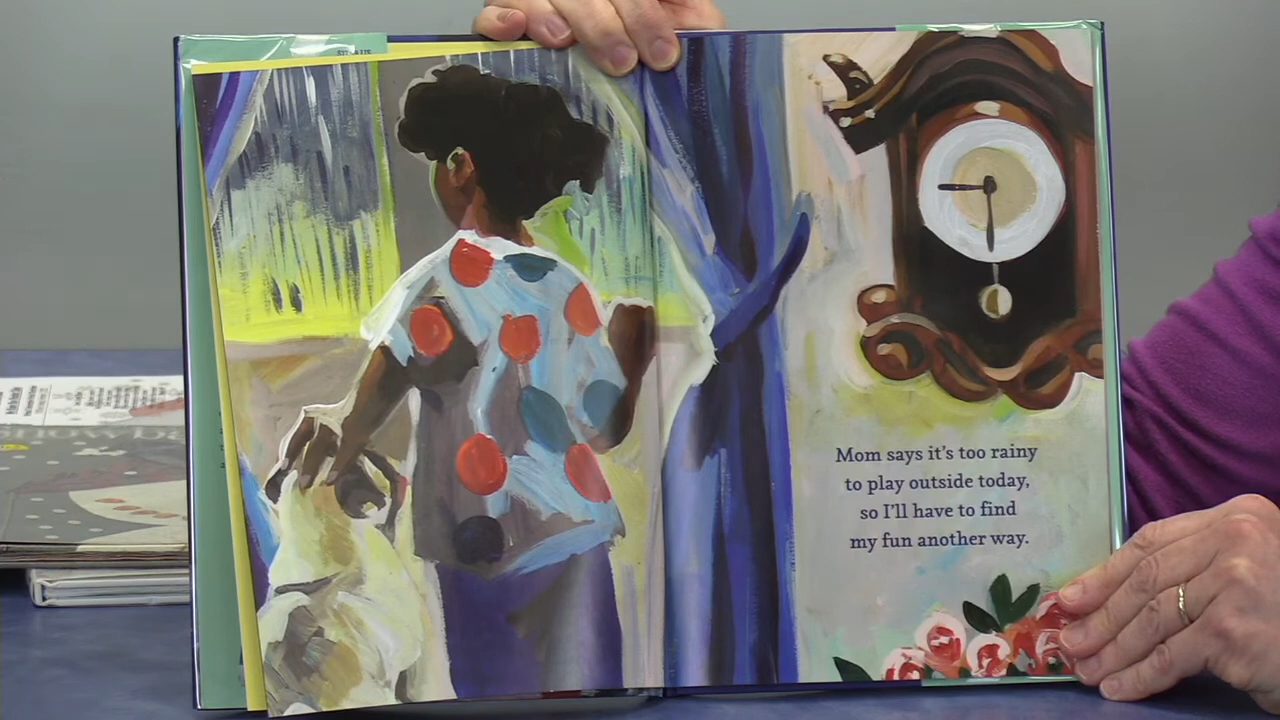 Mom says it's too rainy
to play outside today,
so I'll have to find
my fun another way.